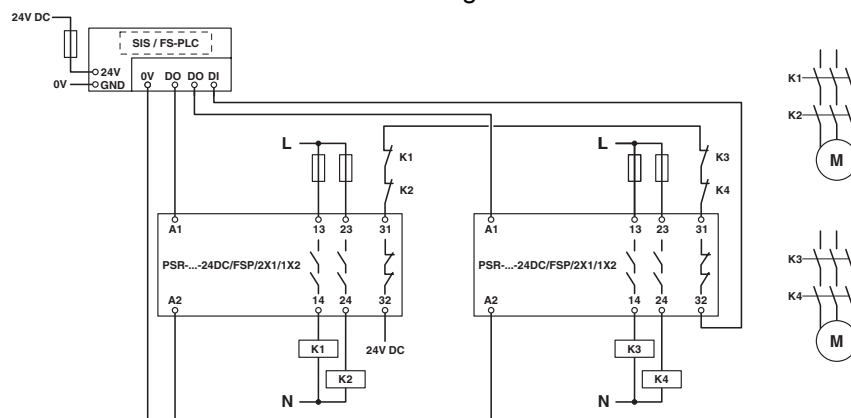 24V DC
SIS / FS-PLC
24V
0V DO DO DI
0V
GND
K1
K2
M
L
K1
K2
L
K3
K4
A1 13 23 31
A1 13 23 31
PSR-...-24DC/FSP/2X1/1X2
PSR-...-24DC/FSP/2X1/1X2
K3
K4
M
A2 14 24 32
A2 14 24 32
K1
24V DC
K2
K3
K4
N
N